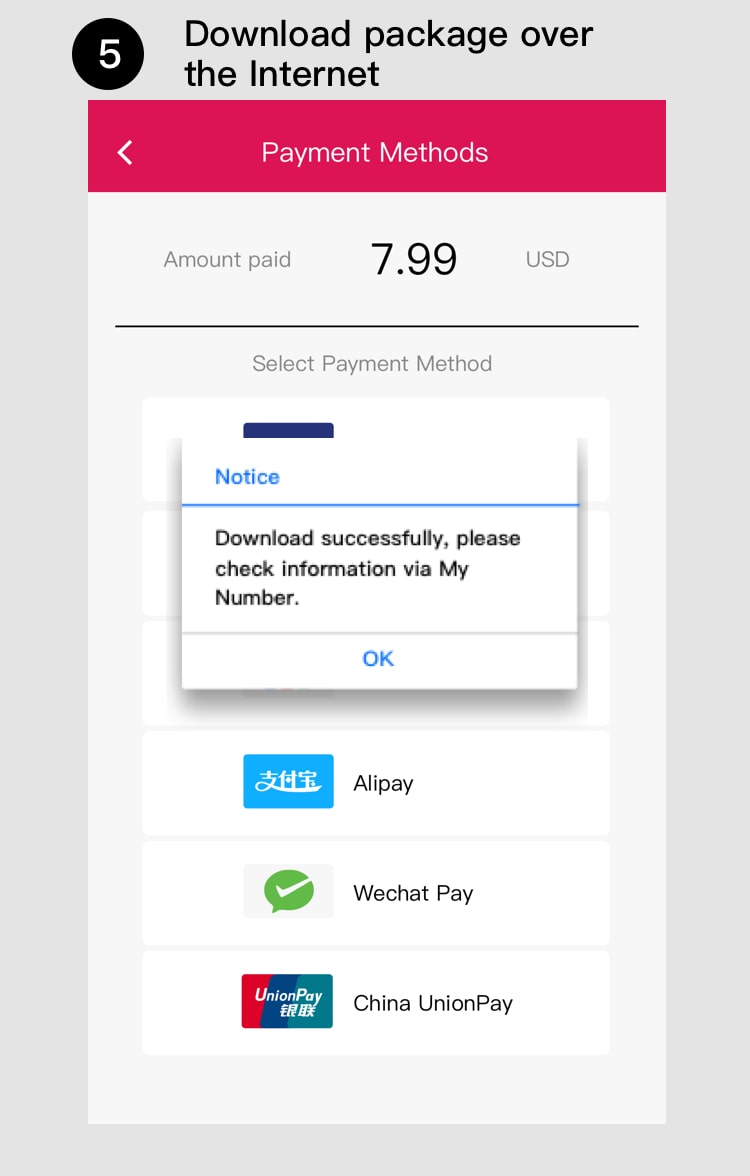 5
Download package over
the Internet
Payment Methods
Amount paid 7.99 USD
Select Payment Method
Notice
Download successfully, please
check information via My
Number.
OK
支付宝 Alipay
Wechat Pay
UnionPay
银联
China UnionPay